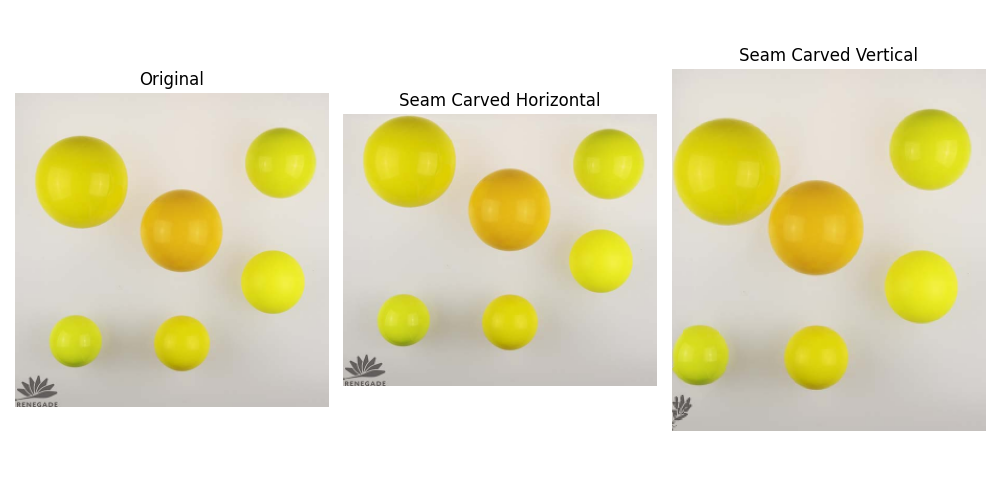 Original
Seam Carved Horizontal
Seam Carved Vertical
RENEGADE
RENEGADE